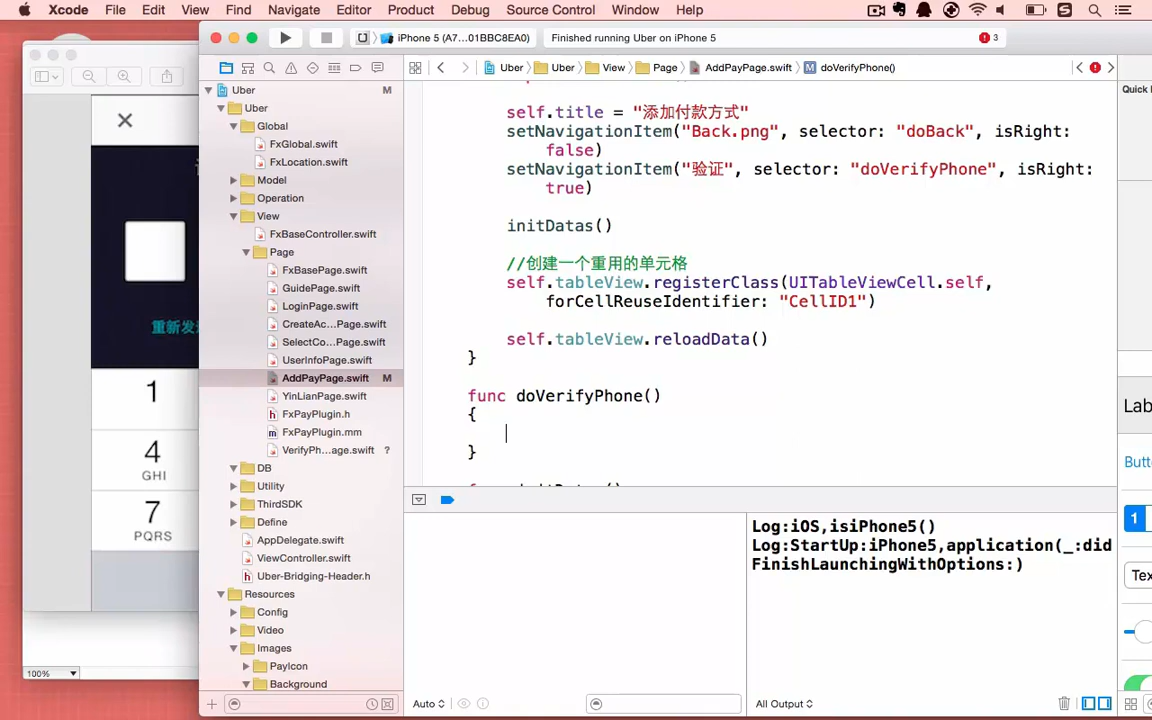 Xcode File Edit View Find Navigate Editor Product Debug Source Control Window Help
iPhone 5 (A7...01BBC8EA0) Finished running Uber on iPhone 5 3
Uber Uber View Page AddPayPage.swift M doVerifyPhone()
Quick
Uber M
Uber
Global
FxGlobal.swift
FxLocation.swift
Model
Operation
View
FxBaseController.swift
Page
FxBasePage.swift
GuidePage.swift
LoginPage.swift
CreateAc...Page.swift
SelectCo...Page.swift
UserInfoPage.swift
AddPayPage.swift M
YinLianPage.swift
FxPayPlugin.h
FxPayPlugin.mm
VerifyPh...age.swift ?
DB
Utility
ThirdSDK
Define
AppDelegate.swift
ViewController.swift
Uber-Bridging-Header.h
Resources
Config
Video
Images
PayIcon
Background
self.title = "添加付款方式"
setNavigationItem("Back.png", selector: "doBack", isRight:
false)
setNavigationItem("验证", selector: "doVerifyPhone", isRight:
true)
initDatas()
//创建一个重用的单元格
self.tableView.registerClass(UITableViewCell.self,
forCellReuseIdentifier: "CellID1")
self.tableView.reloadData()
}
func doVerifyPhone()
{
}
Log:iOS,isiPhone5()
Log:StartUp:iPhone5,application(_:did
FinishLaunchingWithOptions:)
Auto All Output
重新发
1
4
GHI
7
PQRS
100%
Lab
Butt
1
Tex